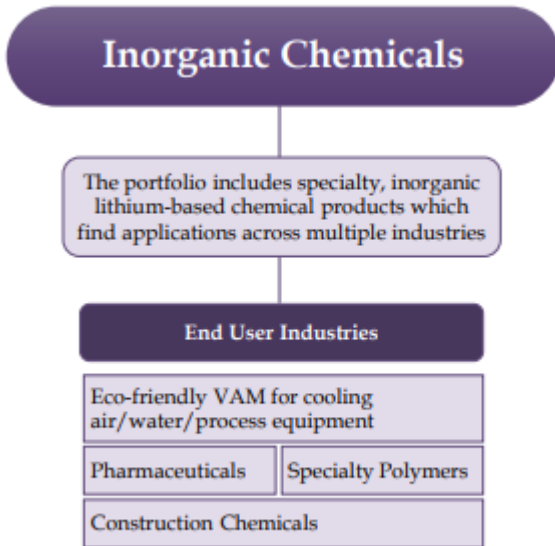 Inorganic Chemicals
The portfolio includes specialty, inorganic
lithium-based chemical products which
find applications across multiple industries
End User Industries
Eco-friendly VAM for cooling
air/water/process equipment
Pharmaceuticals
Specialty Polymers
Construction Chemicals